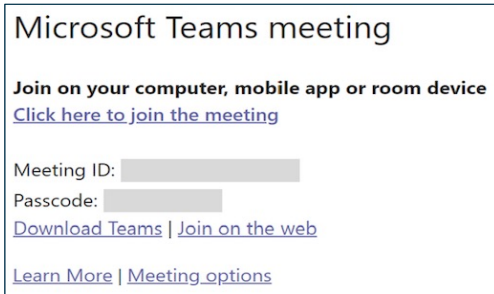 Microsoft Teams meeting
Join on your computer, mobile app or room device
Click here to join the meeting
Meeting ID:
Passcode:
Download Teams | Join on the web
Learn More | Meeting options